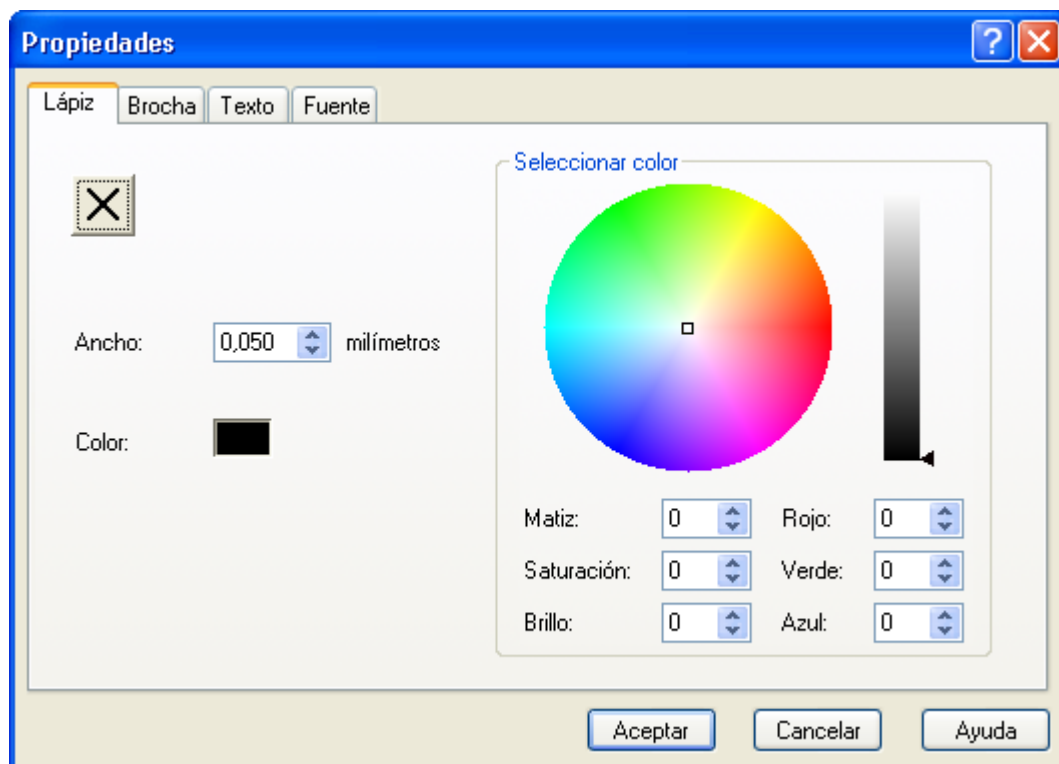 Propiedades
Lápiz Brocha Texto Fuente
Seleccionar color
Ancho: 0,050 milímetros
Color:
Matiz: 0 Rojo: 0
Saturación: 0 Verde: 0
Brillo: 0 Azul: 0
Aceptar Cancelar Ayuda